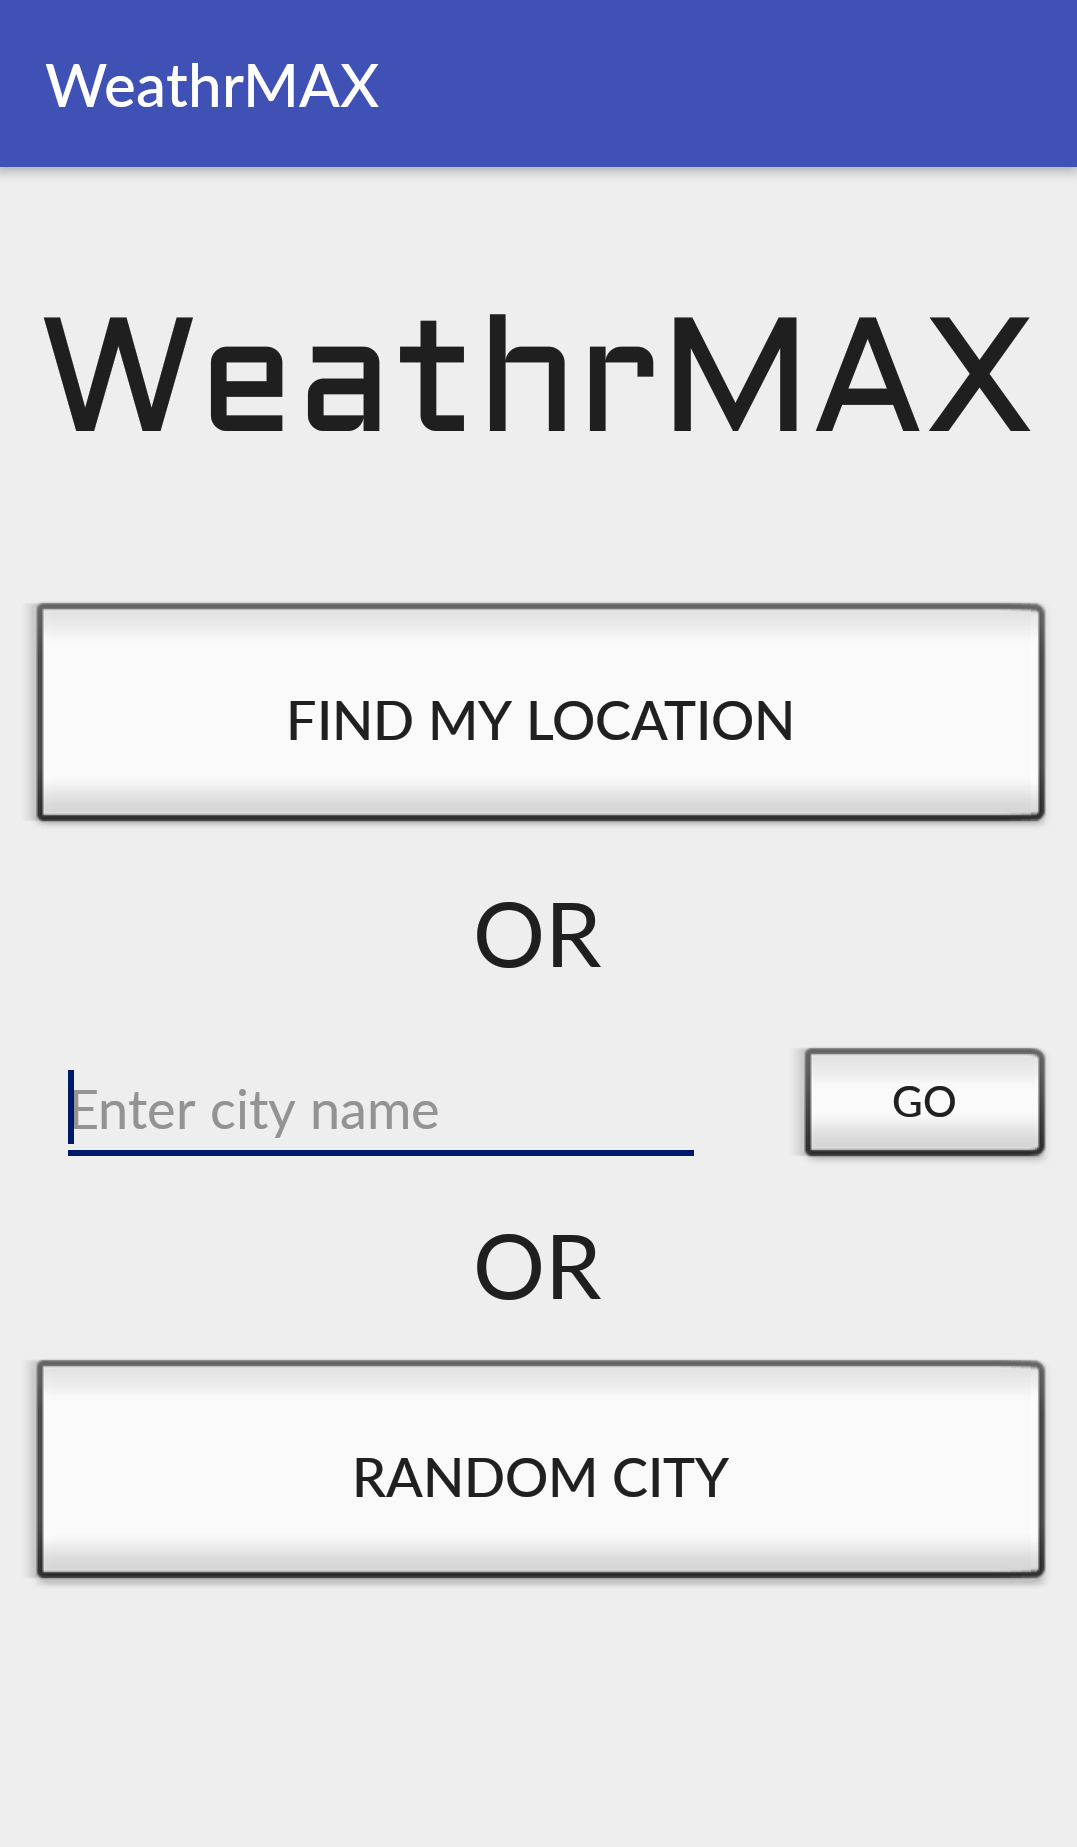 WeathrMAX
WeathrMAX
FIND MY LOCATION
OR
Enter city name
GO
OR
RANDOM CITY